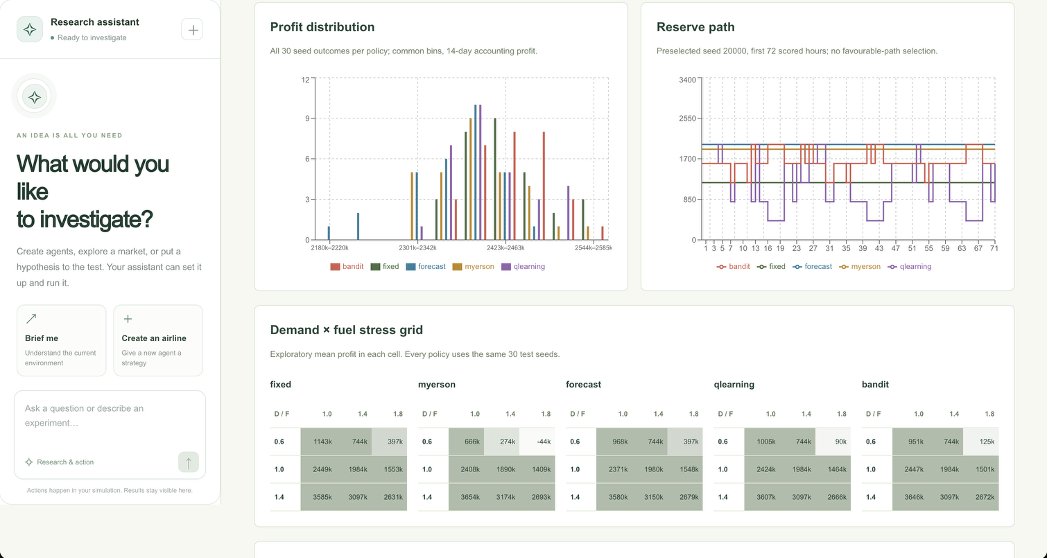 Research assistant
Ready to investigate
AN IDEA IS ALL YOU NEED
What would you
like
to investigate?
Create agents, explore a market, or put a
hypothesis to the test. Your assistant can set it
up and run it.
Brief me
Understand the current
environment
Create an airline
Give a new agent a
strategy
Ask a question or describe an
experiment…
Research & action
Actions happen in your simulation. Results stay visible here.
Profit distribution
All 30 seed outcomes per policy; common bins, 14-day accounting profit.
12
9
6
3
0
2180k–2220k 2301k–2342k 2423k–2463k 2544k–2585k
bandit fixed forecast myerson qlearning
Reserve path
Preselected seed 20000, first 72 scored hours; no favourable-path selection.
3400
2550
1700
850
0
1 3 5 7 10 13 16 19 23 27 31 35 39 43 47 51 55 59 63 67 71
bandit fixed forecast myerson qlearning
Demand × fuel stress grid
Exploratory mean profit in each cell. Every policy uses the same 30 test seeds.
fixed myerson forecast qlearning bandit
D / F 1.0 1.4 1.8 D / F 1.0 1.4 1.8 D / F 1.0 1.4 1.8 D / F 1.0 1.4 1.8 D / F 1.0 1.4 1.8
0.6 1143k 744k 397k 0.6 666k 274k -44k 0.6 968k 744k 397k 0.6 1005k 744k 90k 0.6 951k 744k 125k
1.0 2449k 1984k 1553k 1.0 2408k 1890k 1409k 1.0 2371k 1980k 1548k 1.0 2424k 1984k 1464k 1.0 2447k 1984k 1501k
1.4 3585k 3097k 2631k 1.4 3654k 3174k 2693k 1.4 3580k 3150k 2679k 1.4 3607k 3097k 2666k 1.4 3646k 3097k 2672k